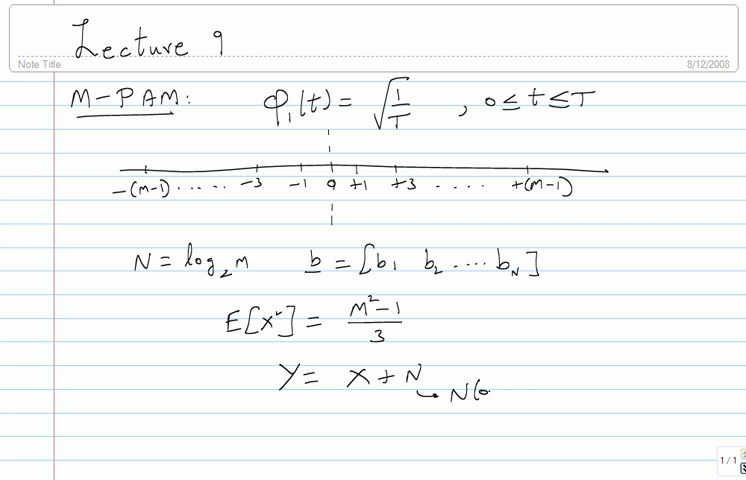 Lecture 9
Note Title
8/12/2008
M-PAM: φ₁(t) = √(1/T) , 0 ≤ t ≤ T
-(M-1) ..... -3 -1 0 +1 +3 .... +(M-1)
N = log₂M b = [b₁ b₂ .... b_N]
E[X²] = (M²-1)/3
Y = X + N
↳ N(0
1/1